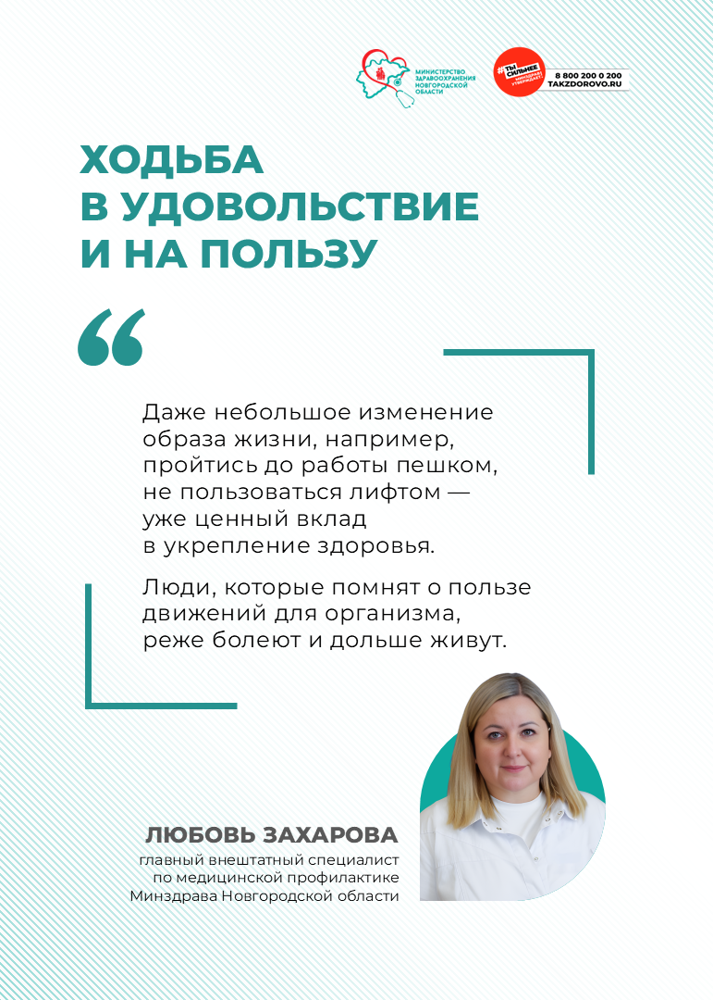 МИНИСТЕРСТВО
ЗДРАВООХРАНЕНИЯ
НОВГОРОДСКОЙ
ОБЛАСТИ
#ТЫ
СИЛЬНЕЕ
МИНЗДРАВ
УТВЕРЖДАЕТ!
8 800 200 0 200
TAKZDOROVO.RU
ХОДЬБА
В УДОВОЛЬСТВИЕ
И НА ПОЛЬЗУ
“
Даже небольшое изменение
образа жизни, например,
пройтись до работы пешком,
не пользоваться лифтом —
уже ценный вклад
в укрепление здоровья.
Люди, которые помнят о пользе
движений для организма,
реже болеют и дольше живут.
ЛЮБОВЬ ЗАХАРОВА
главный внештатный специалист
по медицинской профилактике
Минздрава Новгородской области